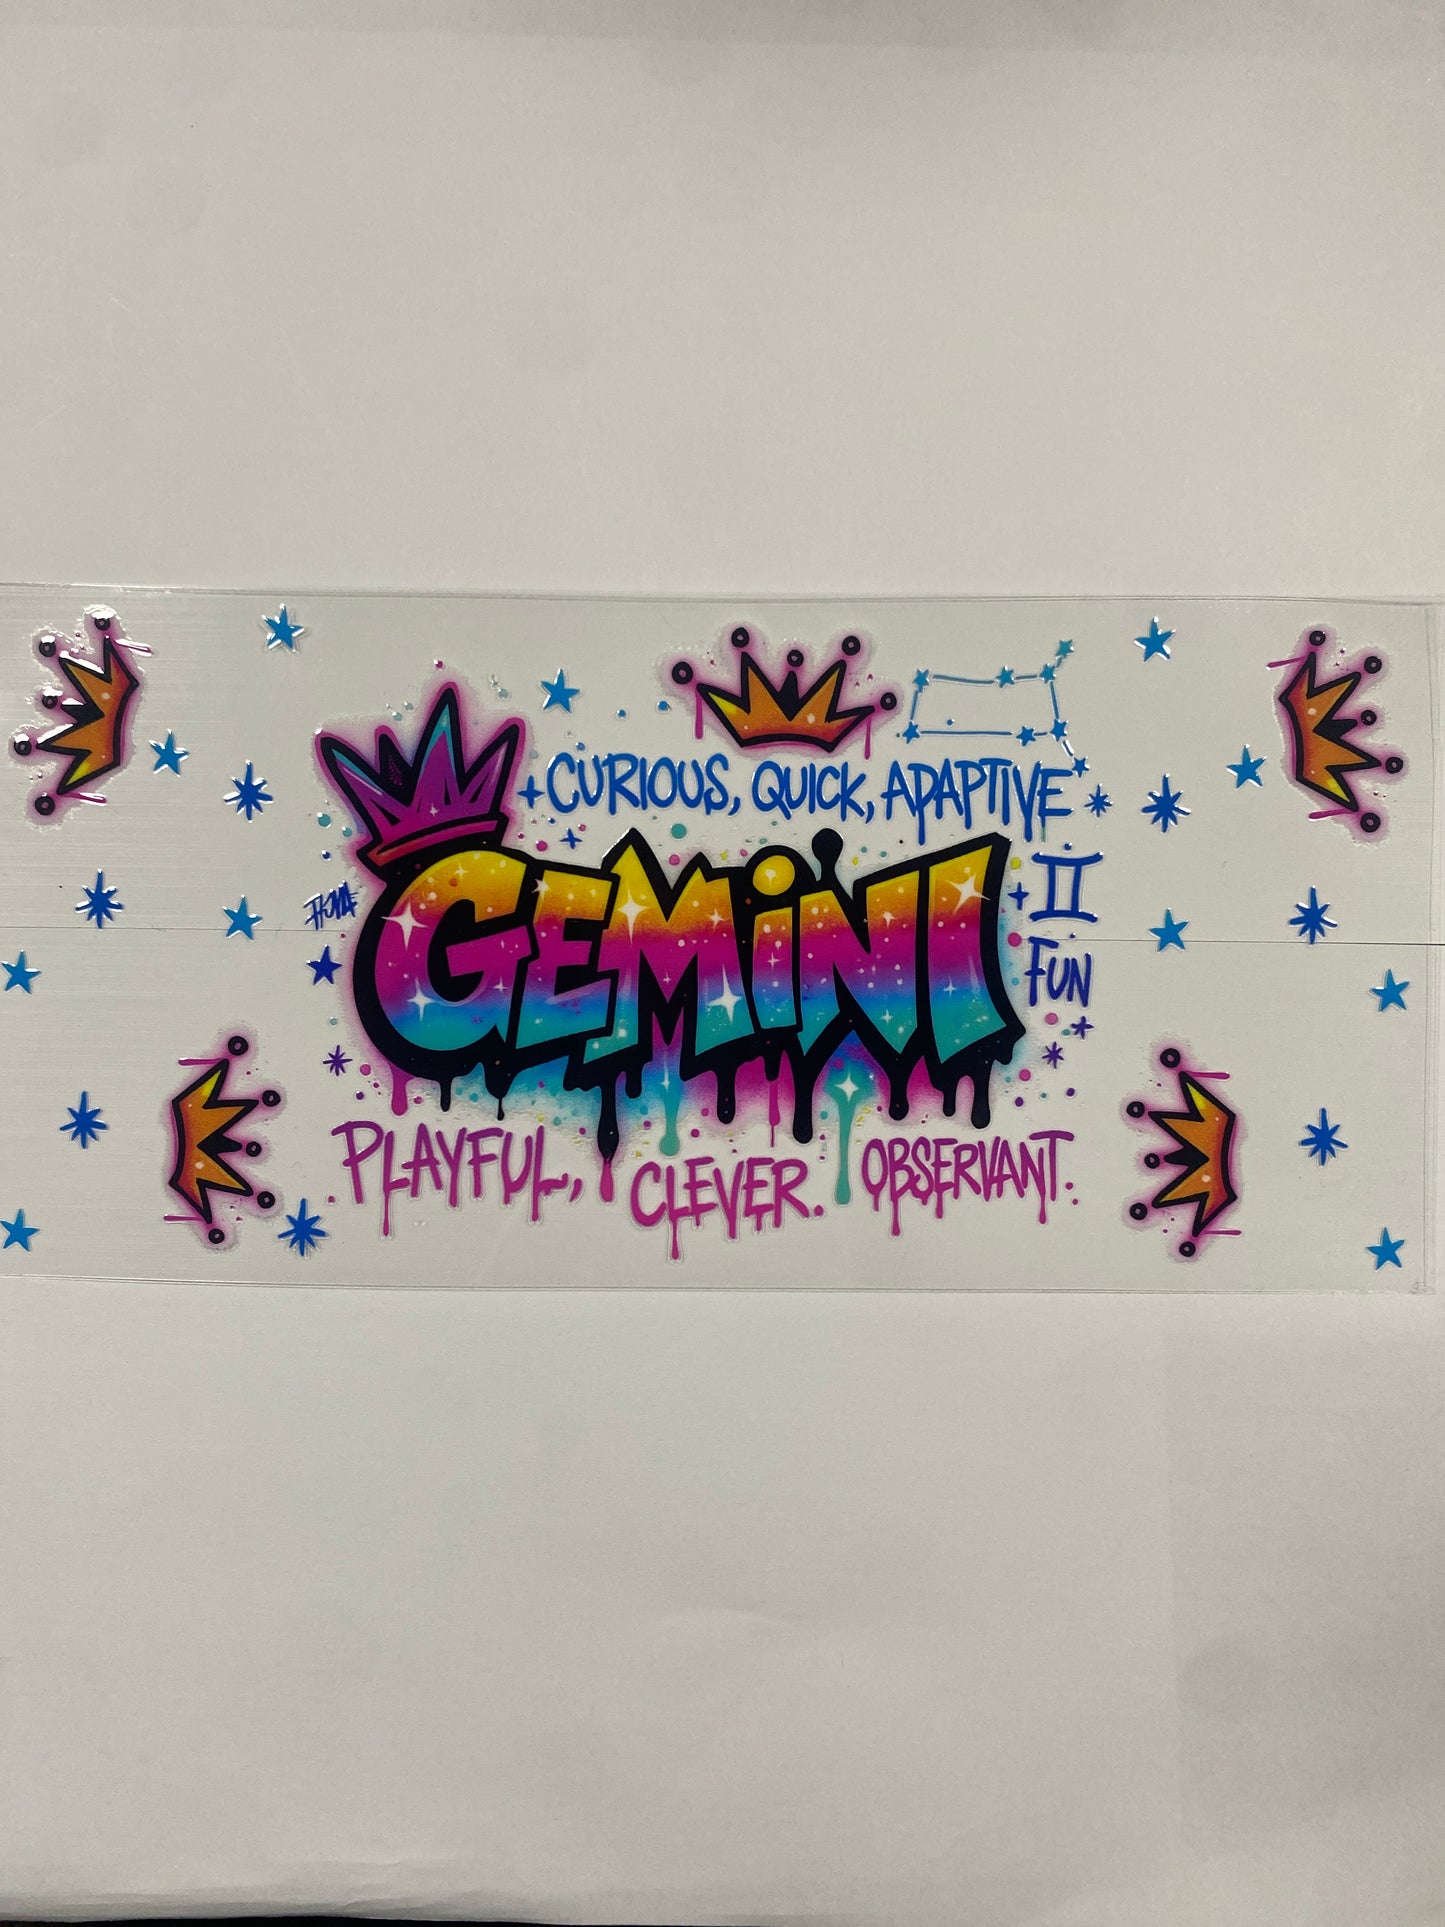 CURIOUS, QUICK, ADAPTIVE
GEMiNI
II
FUN
PLAYFUL, CLEVER. OBSERVANT.